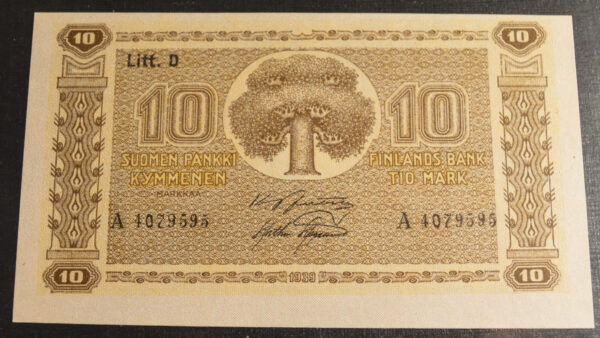 10 10
Litt. D
10 10
SUOMEN PANKKI FINLANDS BANK
KYMMENEN TIO MARK
MARKKAA
A 4079595 A 4079595
1939
10 10